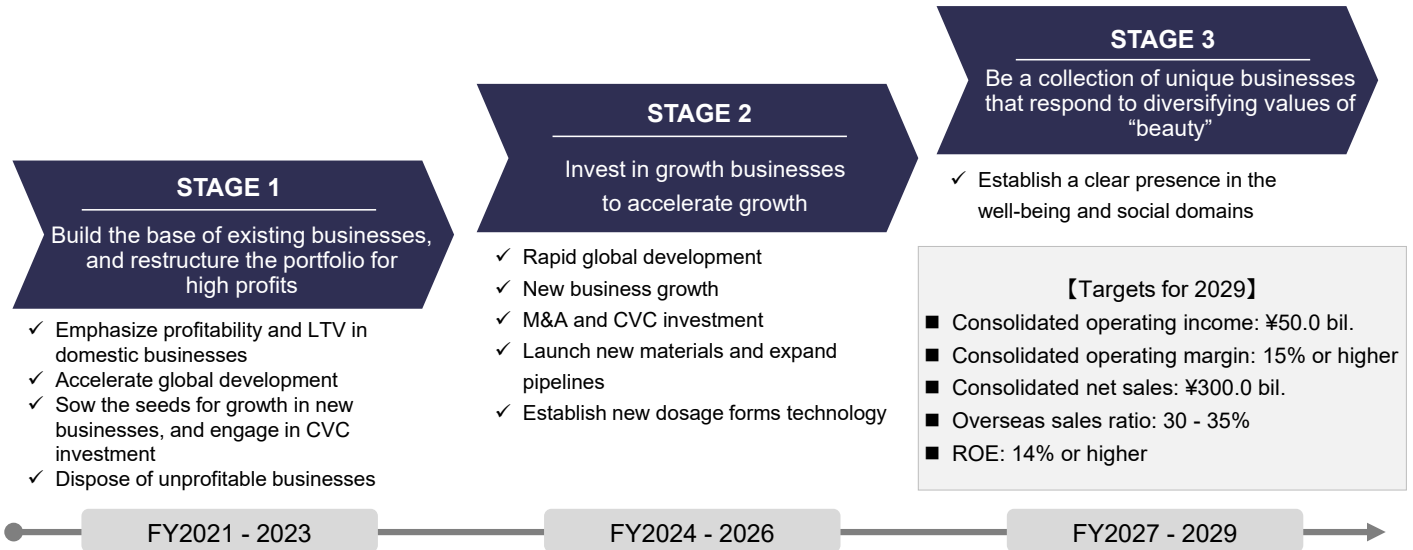 STAGE 1
Build the base of existing businesses,
and restructure the portfolio for
high profits
✓ Emphasize profitability and LTV in
domestic businesses
✓ Accelerate global development
✓ Sow the seeds for growth in new
businesses, and engage in CVC
investment
✓ Dispose of unprofitable businesses
FY2021 - 2023
STAGE 2
Invest in growth businesses
to accelerate growth
✓ Rapid global development
✓ New business growth
✓ M&A and CVC investment
✓ Launch new materials and expand
pipelines
✓ Establish new dosage forms technology
FY2024 - 2026
STAGE 3
Be a collection of unique businesses
that respond to diversifying values of
“beauty”
✓ Establish a clear presence in the
well-being and social domains
【Targets for 2029】
■ Consolidated operating income: ¥50.0 bil.
■ Consolidated operating margin: 15% or higher
■ Consolidated net sales: ¥300.0 bil.
■ Overseas sales ratio: 30 - 35%
■ ROE: 14% or higher
FY2027 - 2029